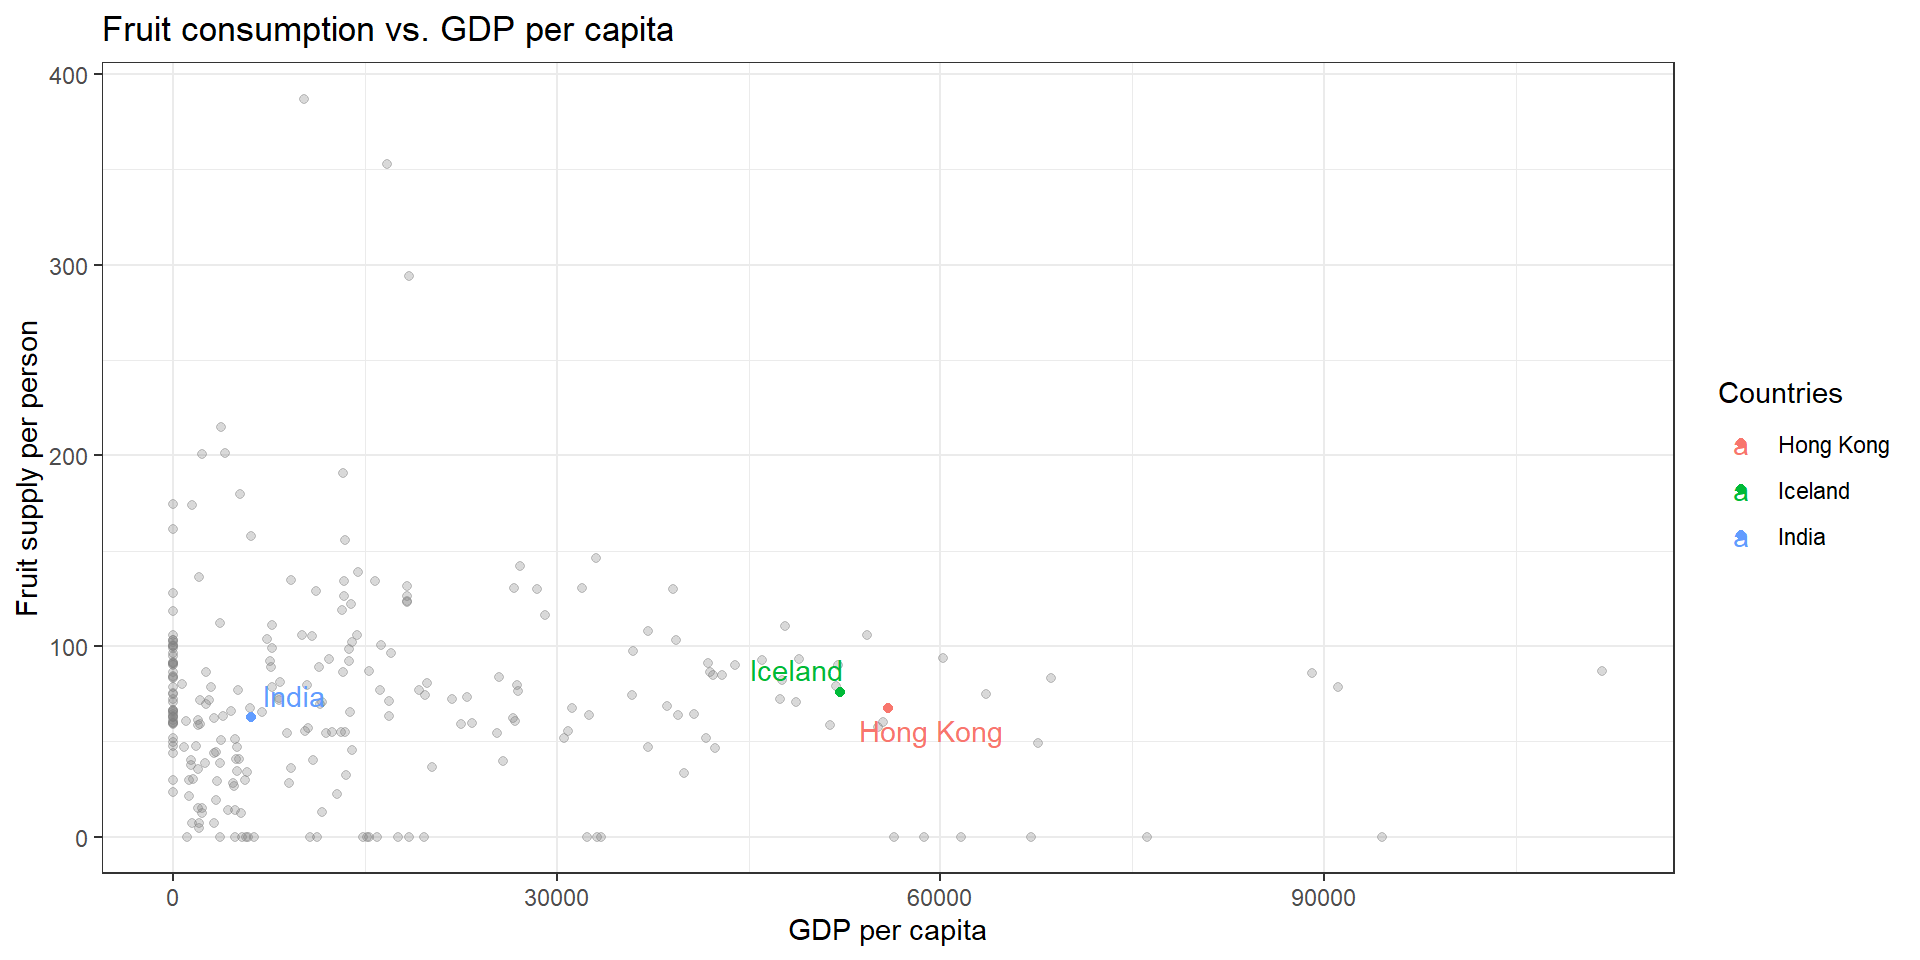 Fruit consumption vs. GDP per capita
400
300
200
100
0
Fruit supply per person
India
Iceland
Hong Kong
0 30000 60000 90000
GDP per capita
Countries
a Hong Kong
a Iceland
a India